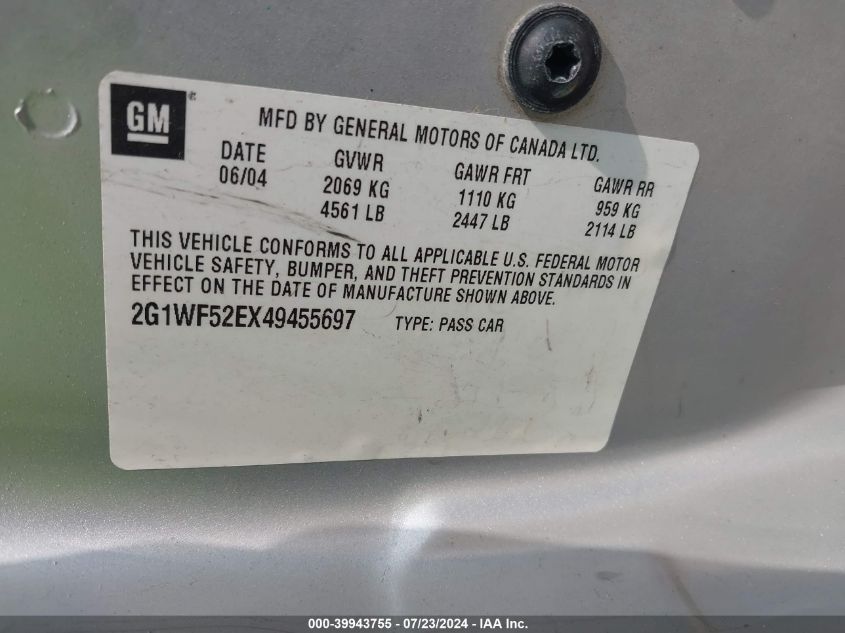 GM®
MFD BY GENERAL MOTORS OF CANADA LTD.
DATE GVWR GAWR FRT GAWR RR
06/04 2069 KG 1110 KG 959 KG
4561 LB 2447 LB 2114 LB
THIS VEHICLE CONFORMS TO ALL APPLICABLE U.S. FEDERAL MOTOR
VEHICLE SAFETY, BUMPER, AND THEFT PREVENTION STANDARDS IN
EFFECT ON THE DATE OF MANUFACTURE SHOWN ABOVE.
2G1WF52EX49455697 TYPE: PASS CAR
000-39943755 - 07/23/2024 - IAA Inc.